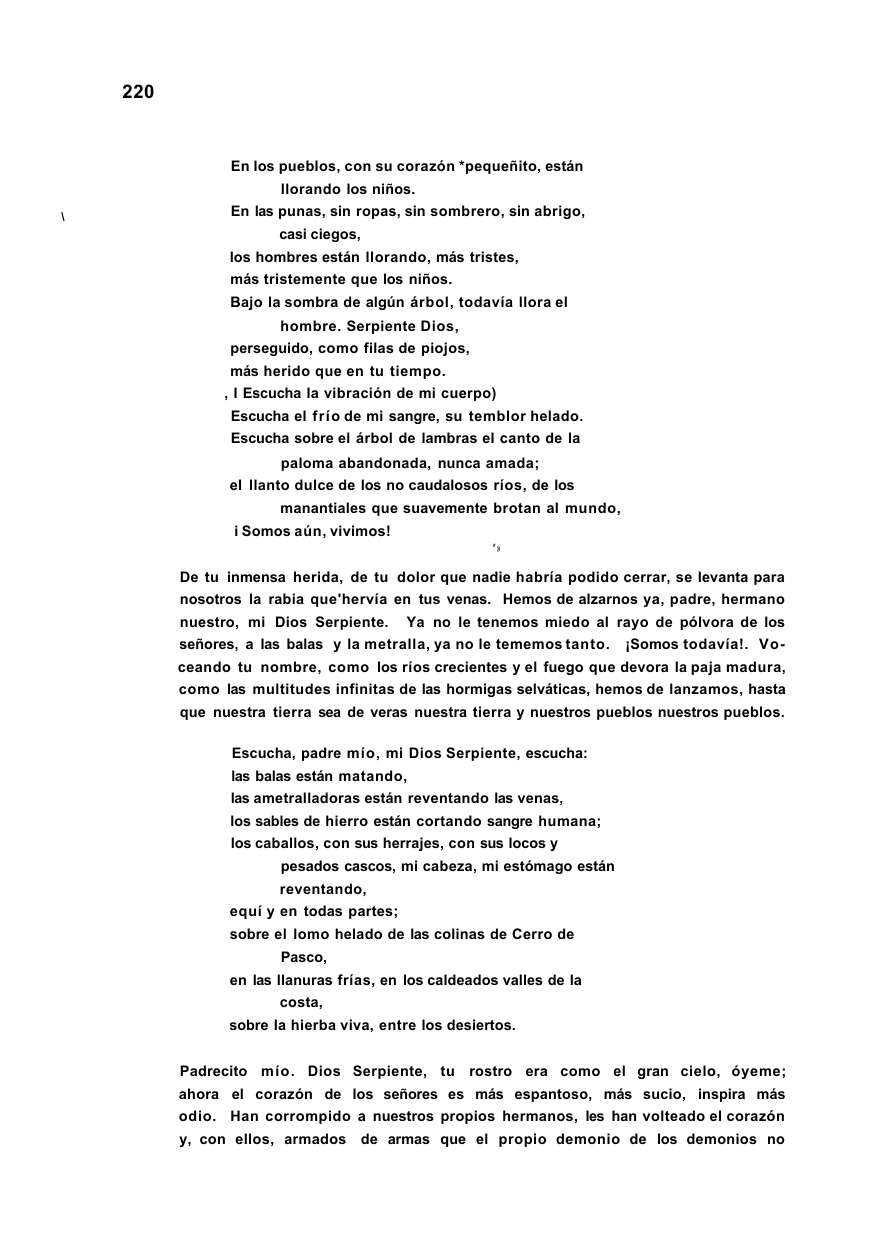 220
En los pueblos, con su corazón *pequeñito, están
llorando los niños.
En las punas, sin ropas, sin sombrero, sin abrigo,
\
casi ciegos,
los hombres están llorando, más tristes,
más tristemente que los niños.
Bajo la sombra de algún árbol, todavía llora el
hombre. Serpiente Dios,
perseguido, como filas de piojos,
más herido que en tu tiempo.
, I Escucha la vibración de mi cuerpo)
Escucha el frío de mi sangre, su temblor helado.
Escucha sobre el árbol de lambras el canto de la
paloma abandonada, nunca amada;
el llanto dulce de los no caudalosos ríos, de los
manantiales que suavemente brotan al mundo,
i Somos aún, vivimos!
De tu inmensa herida, de tu dolor que nadie habría podido cerrar, se levanta para
nosotros la rabia que'hervía en tus venas. Hemos de alzarnos ya, padre, hermano
nuestro, mi Dios Serpiente. Ya no le tenemos miedo al rayo de pólvora de los
señores, a las balas y la metralla, ya no le tememos tanto. ¡Somos todavía!. Vo-
ceando tu nombre, como los ríos crecientes y el fuego que devora la paja madura,
como las multitudes infinitas de las hormigas selváticas, hemos de lanzamos, hasta
que nuestra tierra sea de veras nuestra tierra y nuestros pueblos nuestros pueblos.
Escucha, padre mío, mi Dios Serpiente, escucha:
las balas están matando,
las ametralladoras están reventando las venas,
los sables de hierro están cortando sangre humana;
los caballos, con sus herrajes, con sus locos y
pesados cascos, mi cabeza, mi estómago están
reventando,
equí y en todas partes;
sobre el lomo helado de las colinas de Cerro de
Pasco,
en las llanuras frías, en los caldeados valles de la
costa,
sobre la hierba viva, entre los desiertos.
Padrecito mío. Dios Serpiente, tu rostro era como el gran cielo, óyeme;
ahora el corazón de los señores es más espantoso, más sucio, inspira más
odio. Han corrompido a nuestros propios hermanos, les han volteado el corazón
y, con ellos, armados de armas que el propio demonio de los demonios no